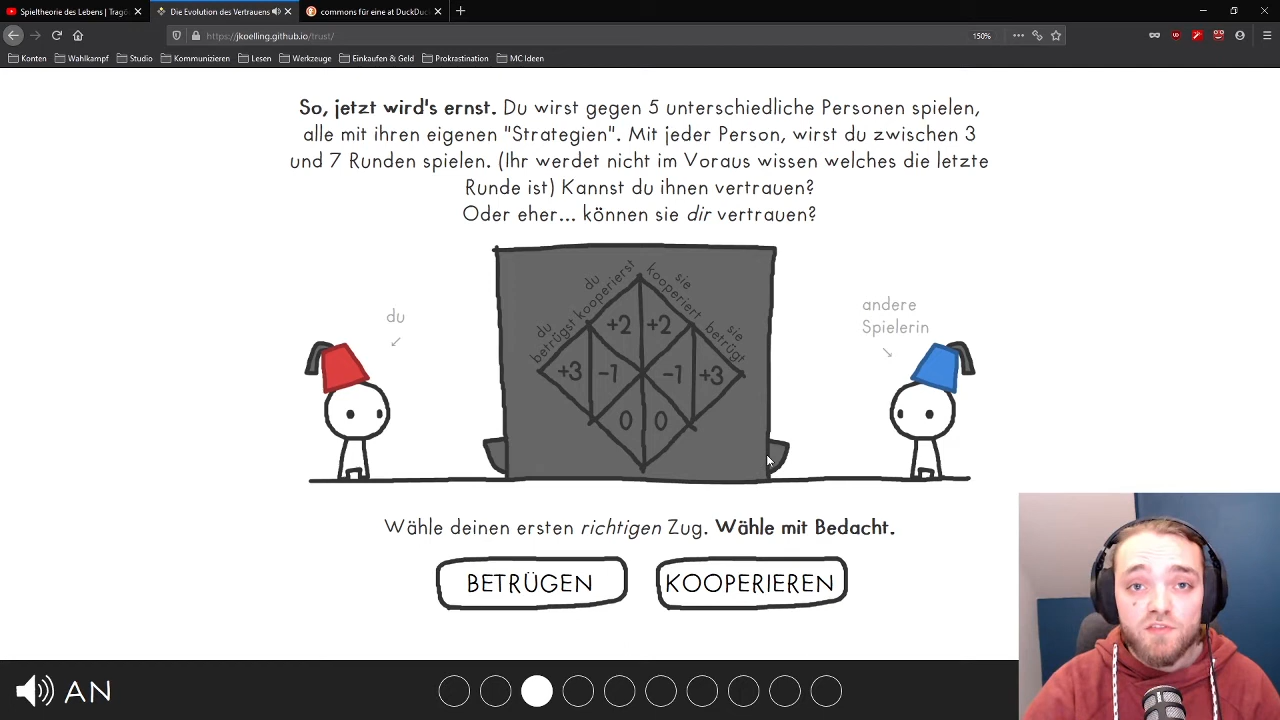 Spieltheorie des Lebens | Tragö
Die Evolution des Vertrauens
commons für eine at DuckDuc
https://jkoelling.github.io/trust/
150%
Konten
Wahlkampf
Studio
Kommunizieren
Lesen
Werkzeuge
Einkaufen & Geld
Prokrastination
MC Ideen
So, jetzt wird's ernst. Du wirst gegen 5 unterschiedliche Personen spielen,
alle mit ihren eigenen "Strategien". Mit jeder Person, wirst du zwischen 3
und 7 Runden spielen. (Ihr werdet nicht im Voraus wissen welches die letzte
Runde ist) Kannst du ihnen vertrauen?
Oder eher... können sie dir vertrauen?
du
kooperierst
sie
kooperiert
du
betrügst
sie
betrügt
+2 +2
+3 -1 -1 +3
0 0
du
andere
Spielerin
Wähle deinen ersten richtigen Zug. Wähle mit Bedacht.
BETRÜGEN
KOOPERIEREN
AN